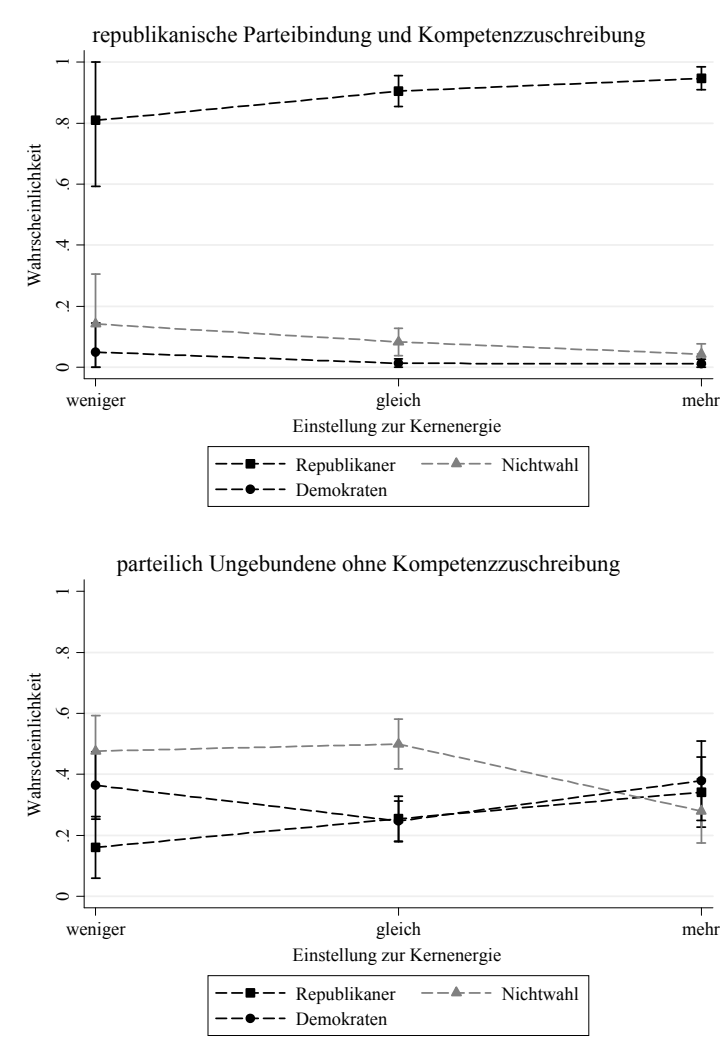 republikanische Parteibindung und Kompetenzzuschreibung
Wahrscheinlichkeit
1
.8
.6
.4
.2
0
weniger gleich mehr
Einstellung zur Kernenergie
Republikaner Nichtwahl
Demokraten
parteilich Ungebundene ohne Kompetenzzuschreibung
Wahrscheinlichkeit
1
.8
.6
.4
.2
0
weniger gleich mehr
Einstellung zur Kernenergie
Republikaner Nichtwahl
Demokraten